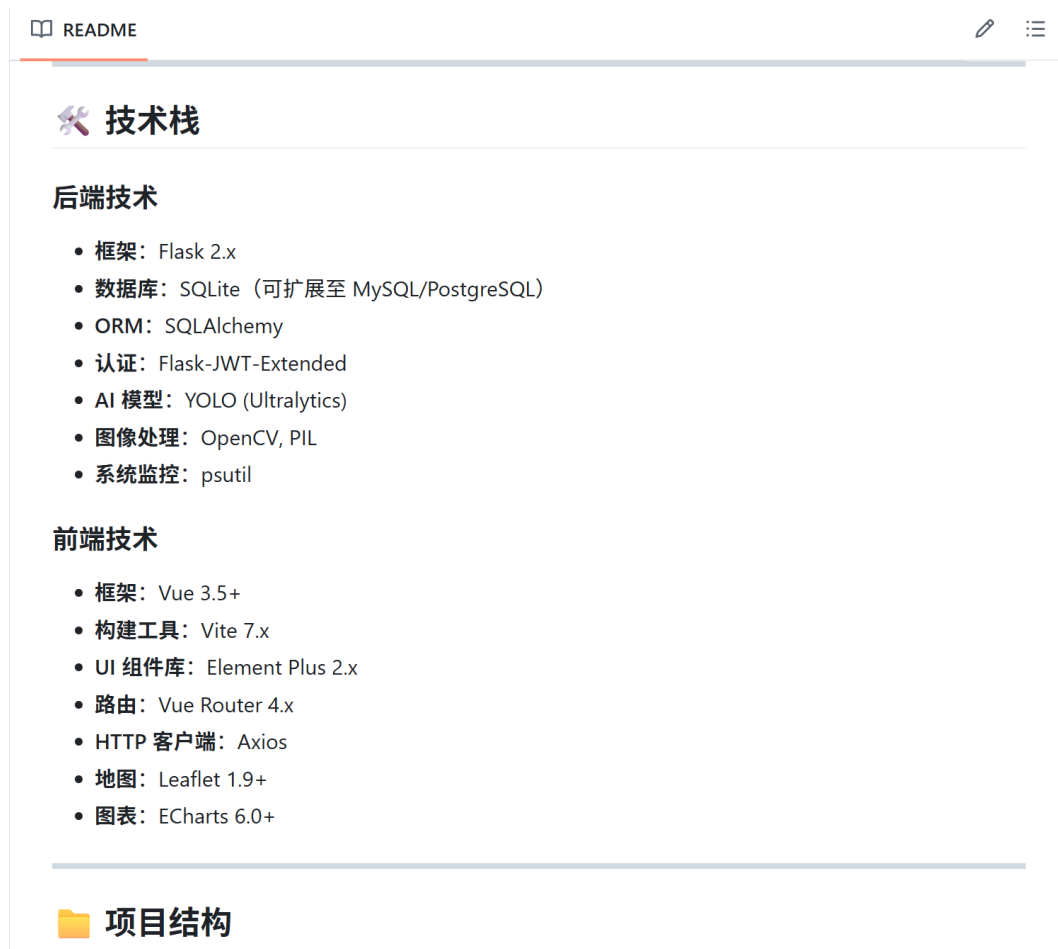 README
技术栈
后端技术
框架：Flask 2.x
数据库：SQLite（可扩展至 MySQL/PostgreSQL）
ORM：SQLAlchemy
认证：Flask-JWT-Extended
AI 模型：YOLO (Ultralytics)
图像处理：OpenCV, PIL
系统监控：psutil
前端技术
框架：Vue 3.5+
构建工具：Vite 7.x
UI 组件库：Element Plus 2.x
路由：Vue Router 4.x
HTTP 客户端：Axios
地图：Leaflet 1.9+
图表：ECharts 6.0+
项目结构